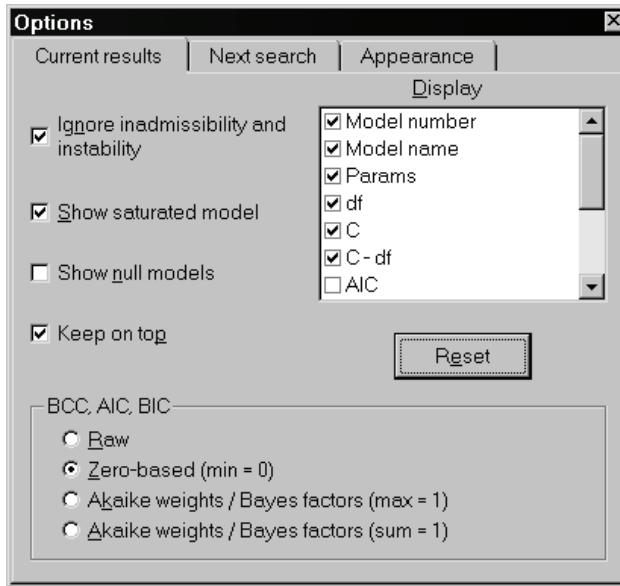 Options
Current results
Next search
Appearance
Display
Ignore inadmissibility and
instability
Show saturated model
Show null models
Keep on top
Model number
Model name
Params
df
C
C - df
AIC
Reset
BCC, AIC, BIC
Raw
Zero-based (min = 0)
Akaike weights / Bayes factors (max = 1)
Akaike weights / Bayes factors (sum = 1)